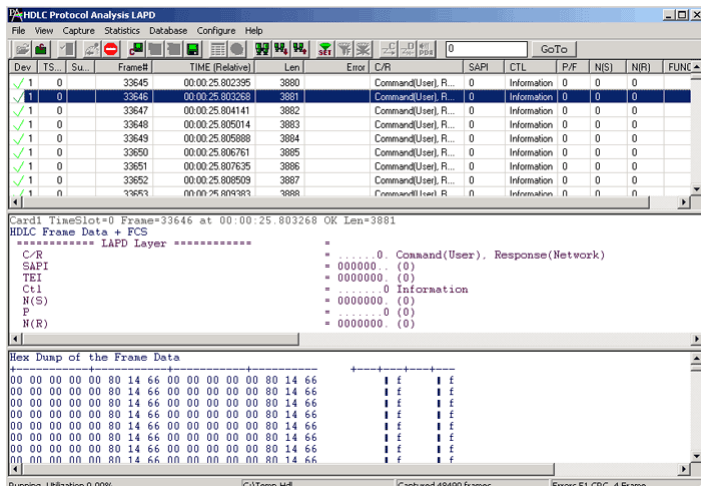 HDLC Protocol Analysis LAPD
File View Capture Statistics Database Configure Help
0 GoTo
Dev TS... Su... Frame# TIME (Relative) Len Error C/R SAPI CTL P/F N(S) N(R) FUNC
1 0 33645 00:00:25.802395 3880 Command(User), R... 0 Information 0 0 0
1 0 33646 00:00:25.803268 3881 Command(User), R... 0 Information 0 0 0
1 0 33647 00:00:25.804141 3882 Command(User), R... 0 Information 0 0 0
1 0 33648 00:00:25.805014 3883 Command(User), R... 0 Information 0 0 0
1 0 33649 00:00:25.805888 3884 Command(User), R... 0 Information 0 0 0
1 0 33650 00:00:25.806761 3885 Command(User), R... 0 Information 0 0 0
1 0 33651 00:00:25.807635 3886 Command(User), R... 0 Information 0 0 0
1 0 33652 00:00:25.808509 3887 Command(User), R... 0 Information 0 0 0
1 0 33653 00:00:25.809383 3888 Command(User), R... 0 Information 0 0 0
Card1 TimeSlot=0 Frame=33646 at 00:00:25.803268 OK Len=3881
HDLC Frame Data + FCS
============ LAPD Layer ============ =
C/R = ......0. Command(User), Response(Network)
SAPI = 000000.. (0)
TEI = 0000000. (0)
Ctl = .......0 Information
N(S) = 0000000. (0)
P = .......0 (0)
N(R) = 0000000. (0)
Hex Dump of the Frame Data
+-----------+-----------+-----------+---------- +---+---+---+---
00 00 00 00 00 80 14 66 00 00 00 00 00 80 14 66 f f
00 00 00 00 00 80 14 66 00 00 00 00 00 80 14 66 f f
00 00 00 00 00 80 14 66 00 00 00 00 00 80 14 66 f f
00 00 00 00 00 80 14 66 00 00 00 00 00 80 14 66 f f
00 00 00 00 00 80 14 66 00 00 00 00 00 80 14 66 f f
00 00 00 00 00 80 14 66 00 00 00 00 00 80 14 66 f f
00 00 00 00 00 80 14 66 00 00 00 00 00 80 14 66 f f
Running, Utilization 0.00% C:\Temp.Hdl Captured 48490 frames Errors 51 CRC, 4 Frame